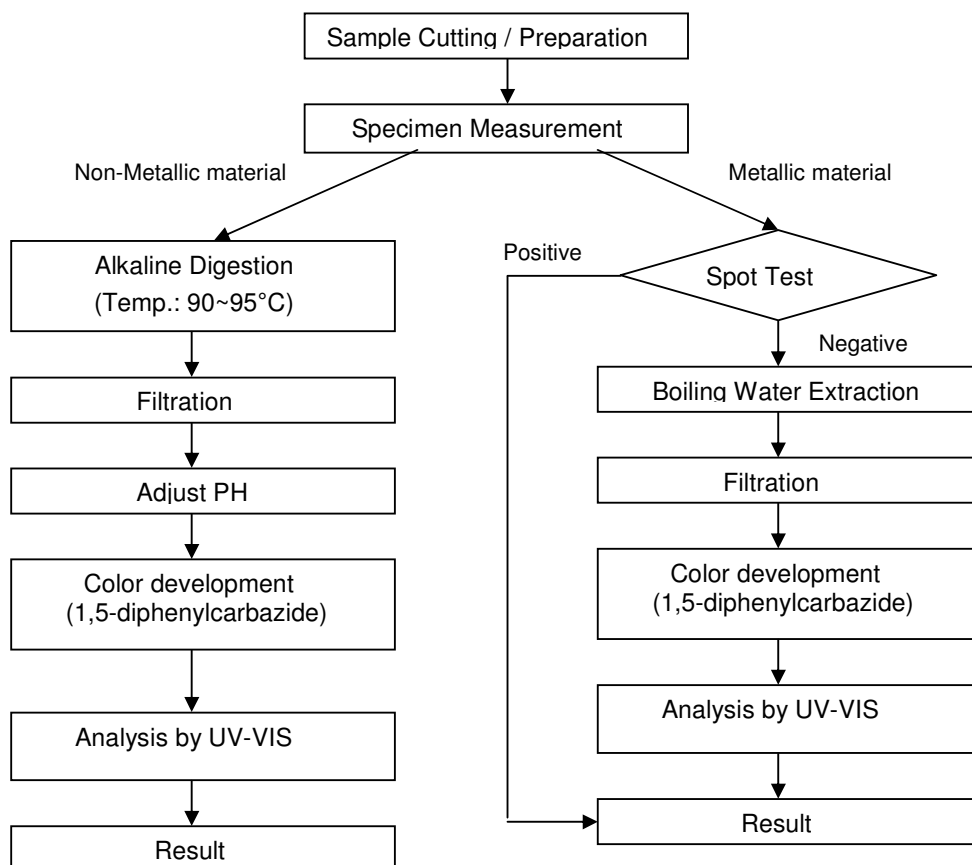 Sample Cutting / Preparation
Specimen Measurement
Non-Metallic material
Metallic material
Alkaline Digestion
(Temp.: 90~95°C)
Filtration
Adjust PH
Color development
(1,5-diphenylcarbazide)
Analysis by UV-VIS
Result
Positive
Spot Test
Negative
Boiling Water Extraction
Filtration
Color development
(1,5-diphenylcarbazide)
Analysis by UV-VIS
Result